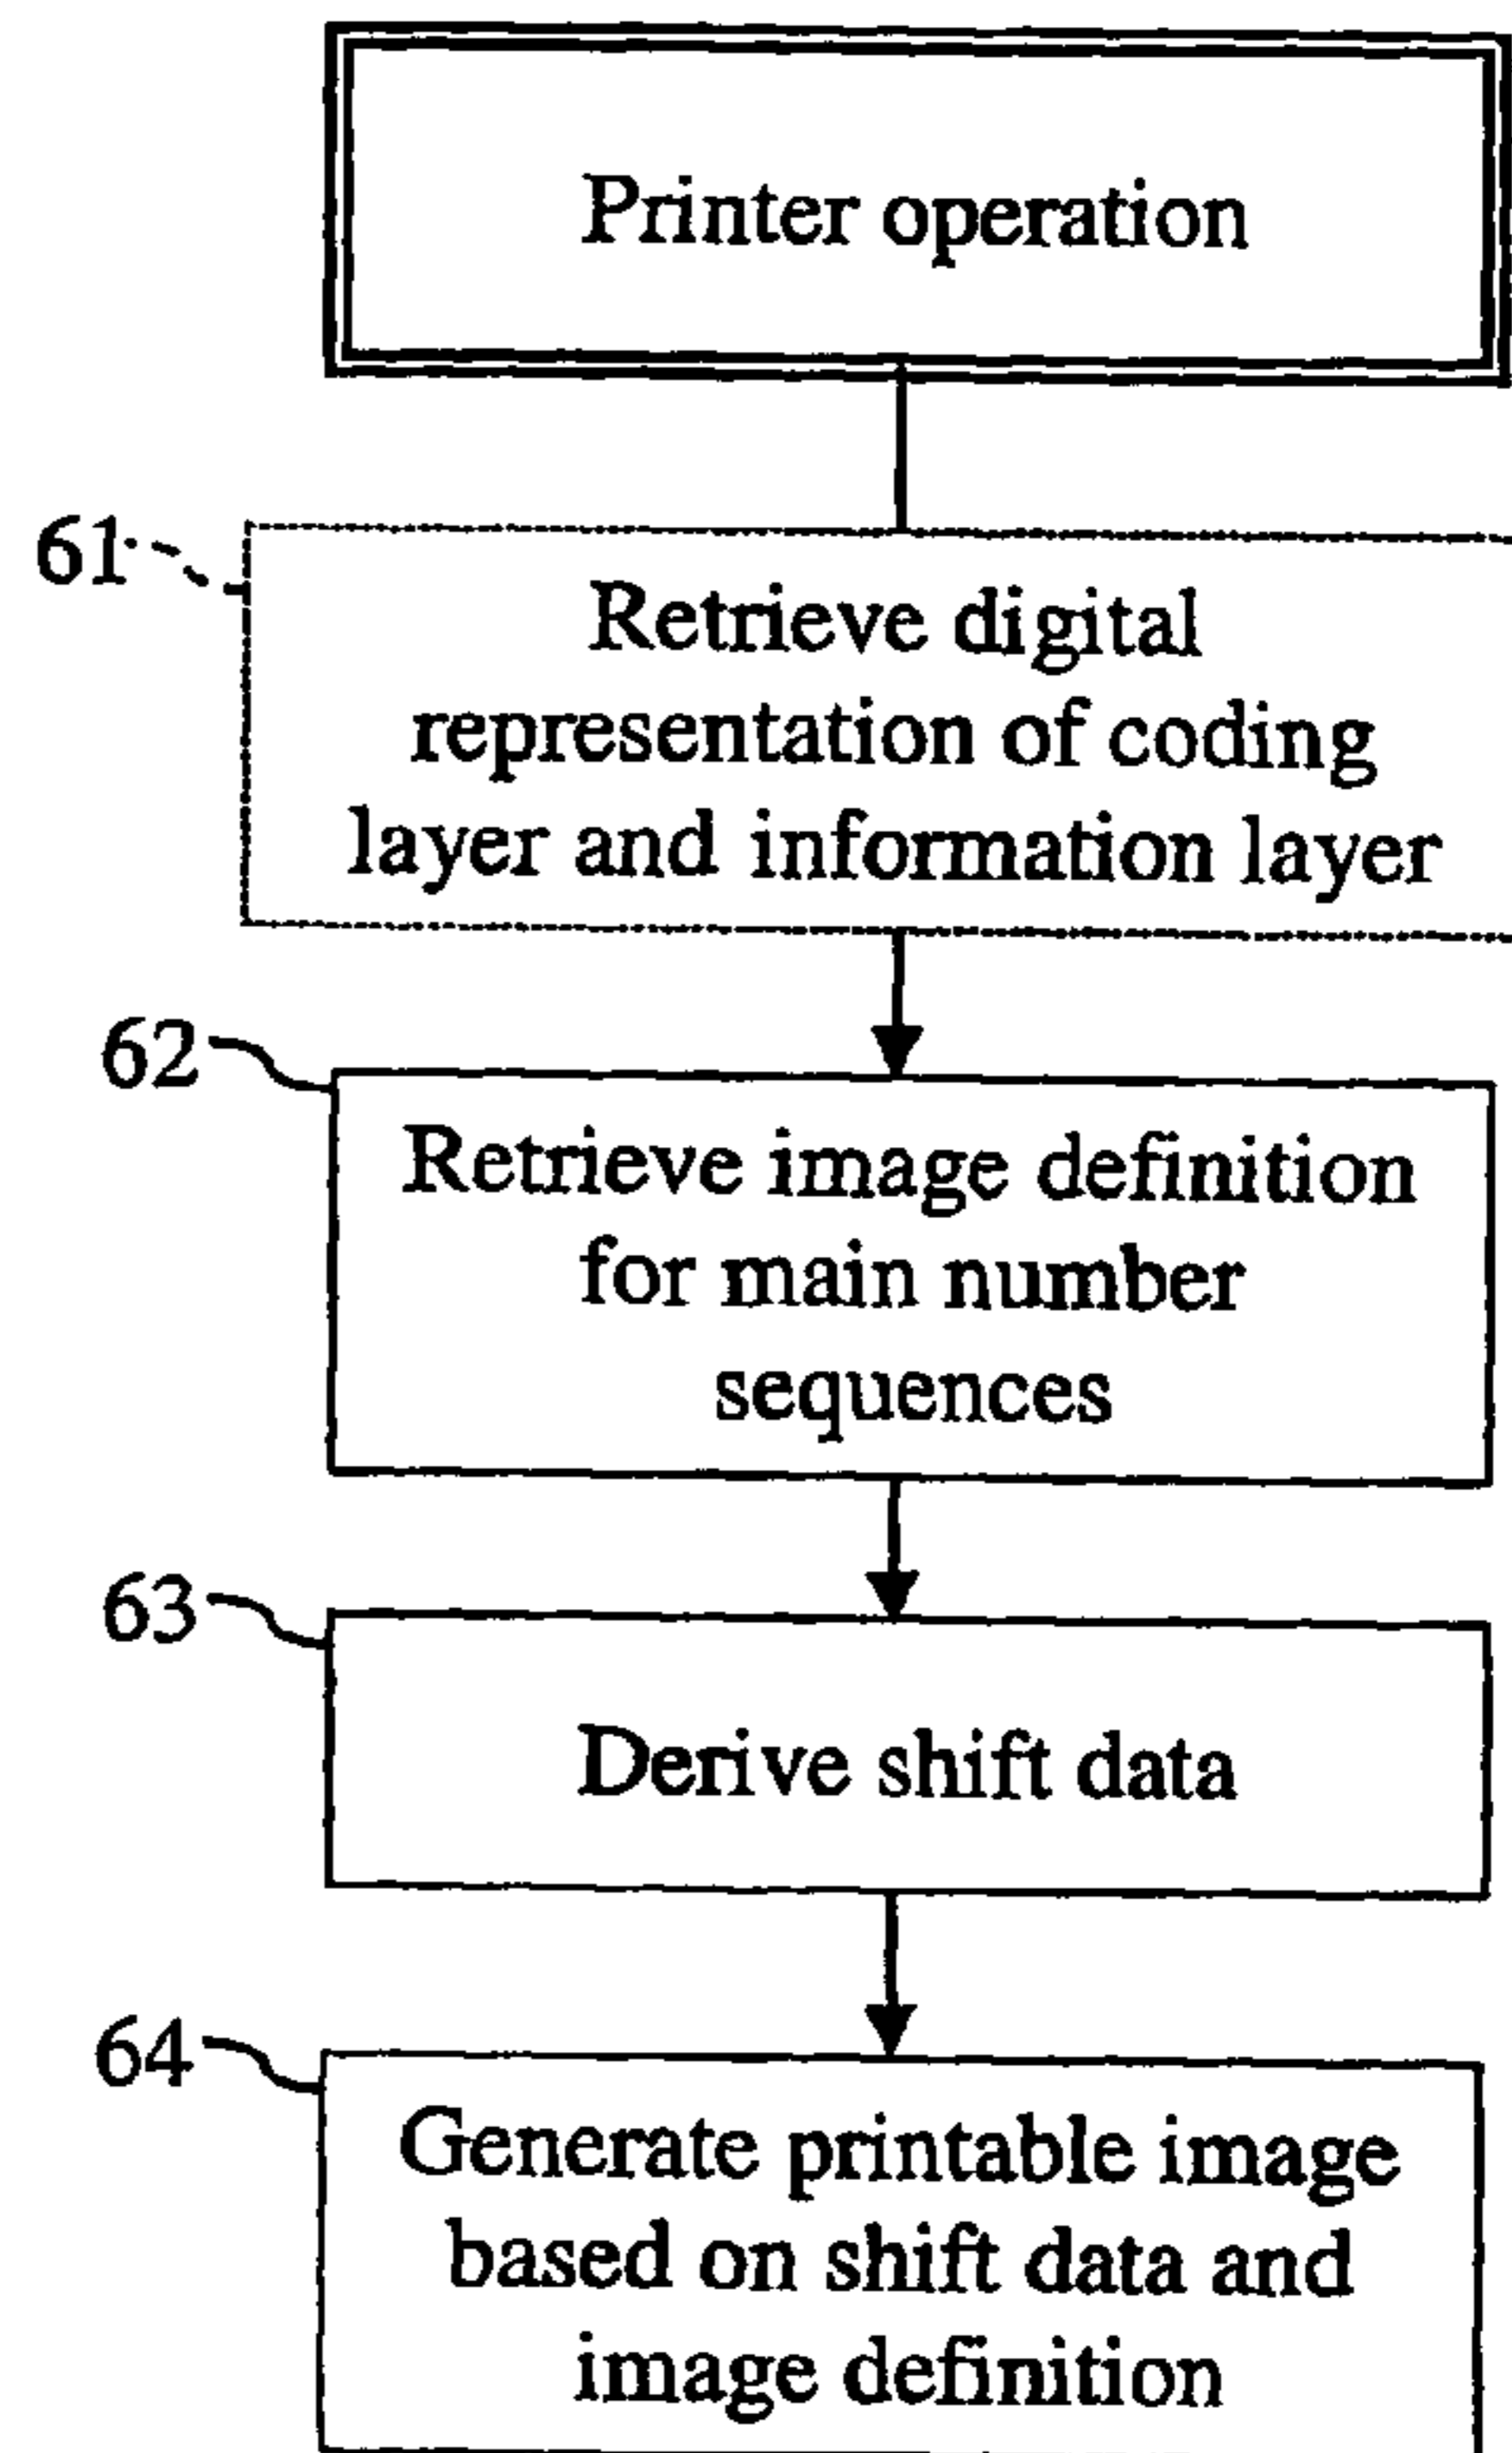 Printer operation
61
Retrieve digital
representation of coding
layer and information layer
62
Retrieve image definition
for main number
sequences
63
Derive shift data
64
Generate printable image
based on shift data and
image definition